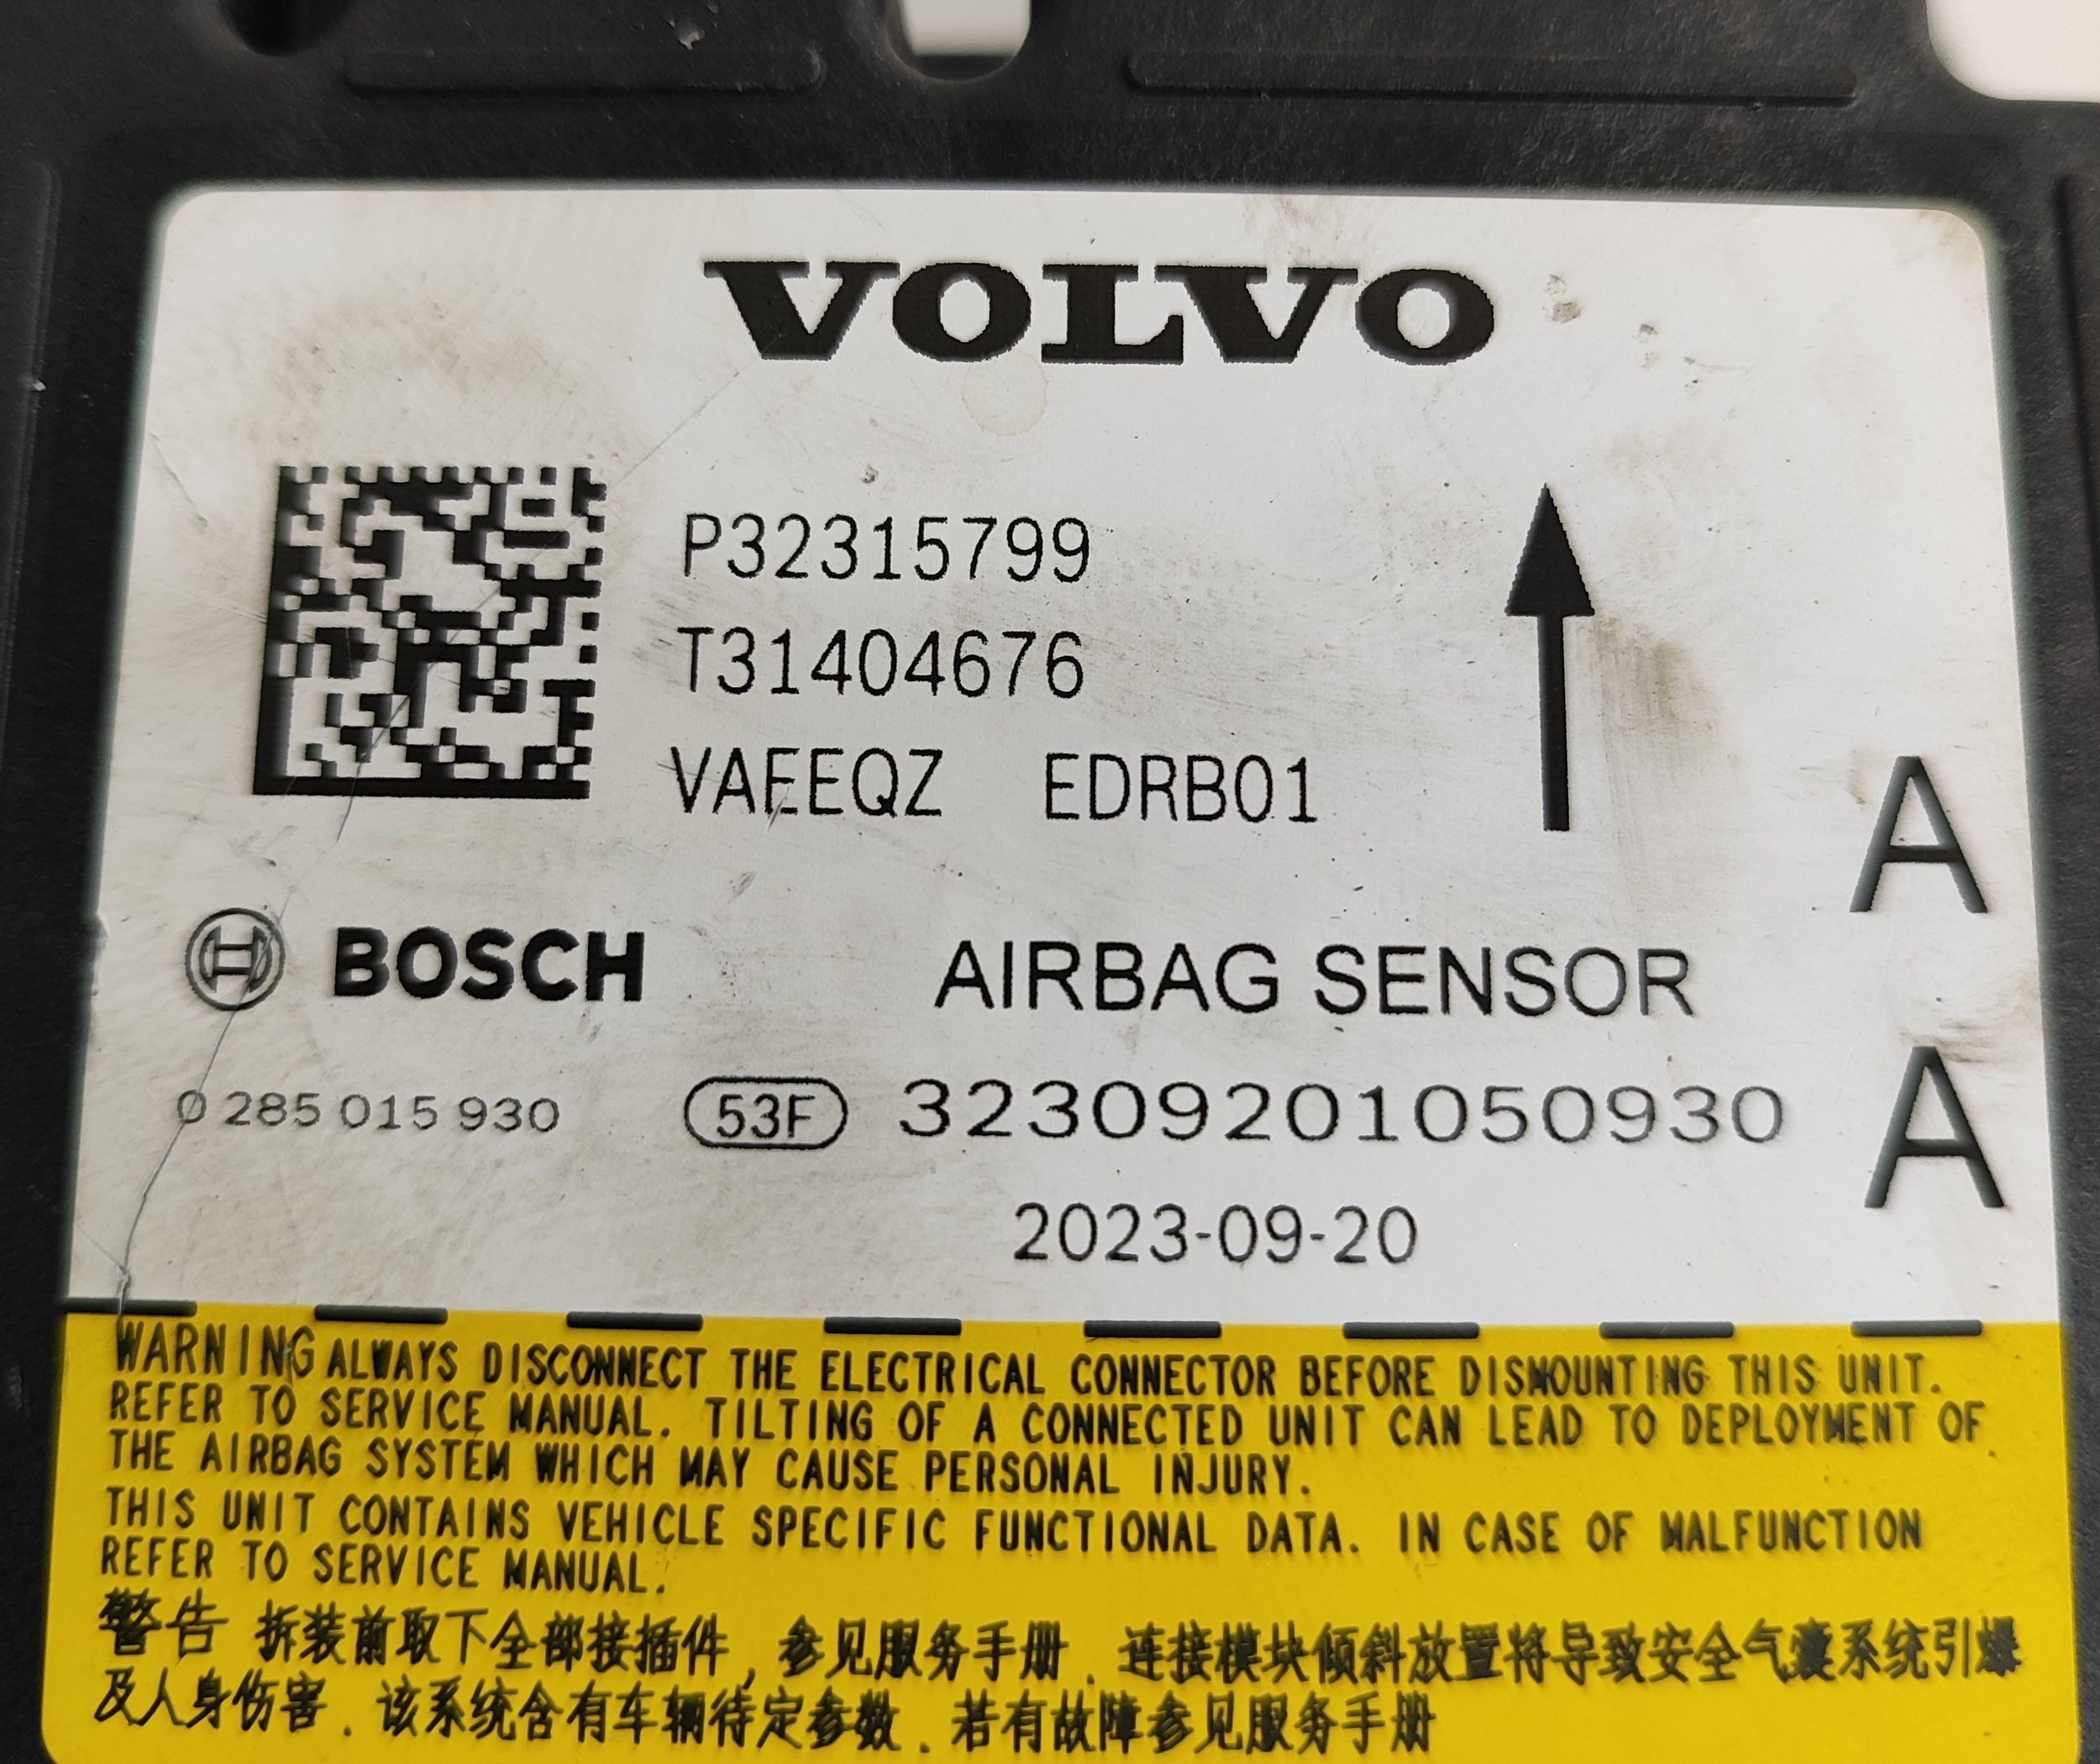 VOLVO
P32315799
T31404676
VAEEQZ EDRB01
A
BOSCH AIRBAG SENSOR
0 285 015 930 53F 32309201050930
A
2023-09-20
WARNING ALWAYS DISCONNECT THE ELECTRICAL CONNECTOR BEFORE DISMOUNTING THIS UNIT.
REFER TO SERVICE MANUAL. TILTING OF A CONNECTED UNIT CAN LEAD TO DEPLOYMENT OF
THE AIRBAG SYSTEM WHICH MAY CAUSE PERSONAL INJURY.
THIS UNIT CONTAINS VEHICLE SPECIFIC FUNCTIONAL DATA. IN CASE OF MALFUNCTION
REFER TO SERVICE MANUAL.
警告 拆装前取下全部接插件，参见服务手册．连接模块倾斜放置将导致安全气囊系统引爆
及人身伤害．该系统含有车辆待定参数．若有故障参见服务手册